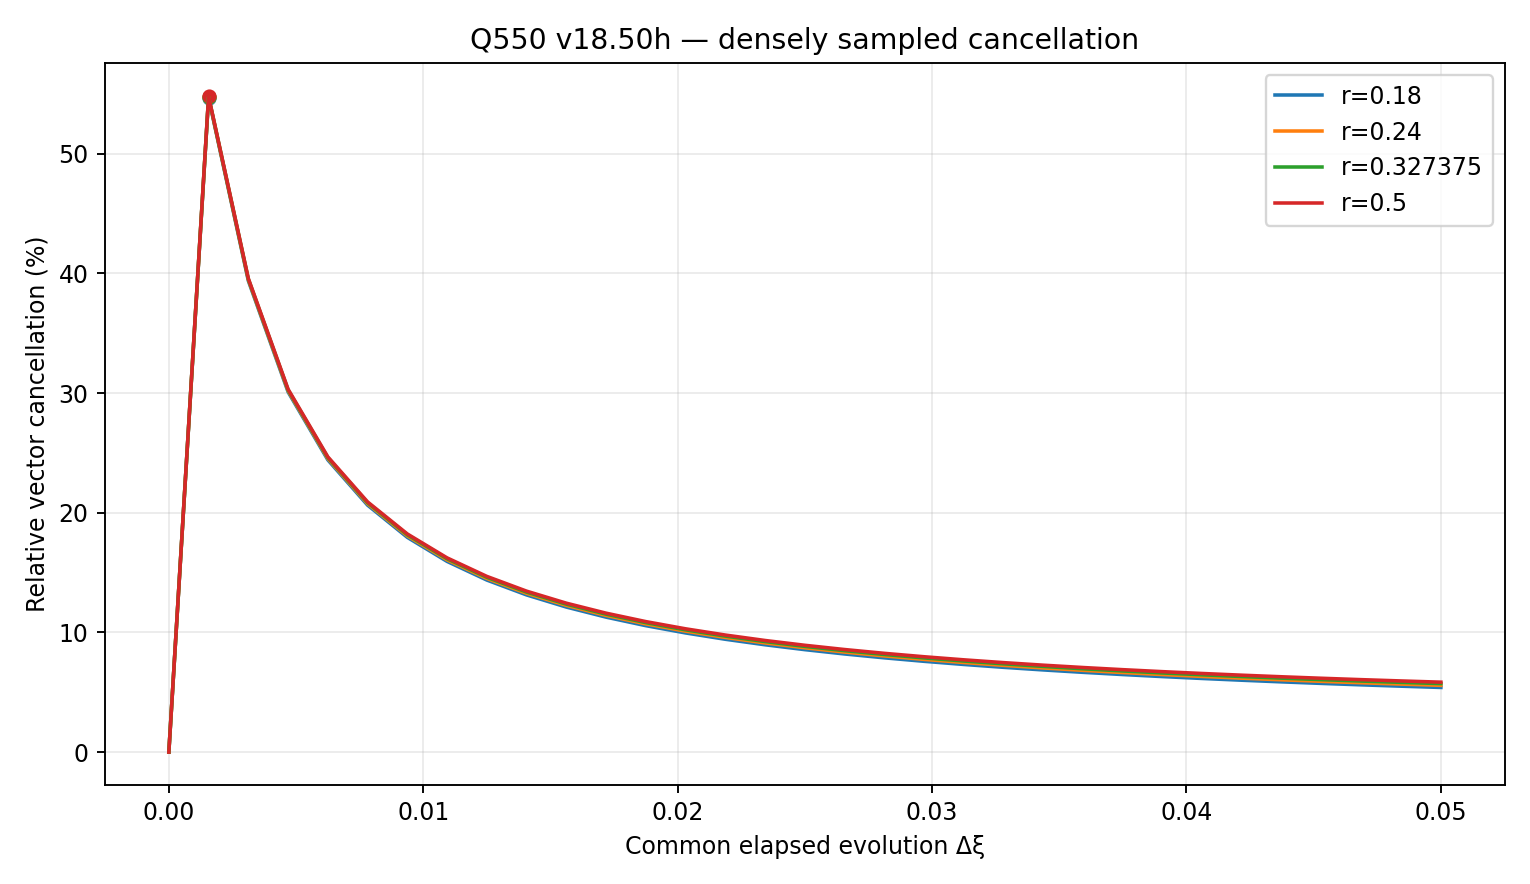 Q550 v18.50h — densely sampled cancellation
r=0.18
r=0.24
r=0.327375
r=0.5
Relative vector cancellation (%)
50
40
30
20
10
0
0.00 0.01 0.02 0.03 0.04 0.05
Common elapsed evolution Δξ